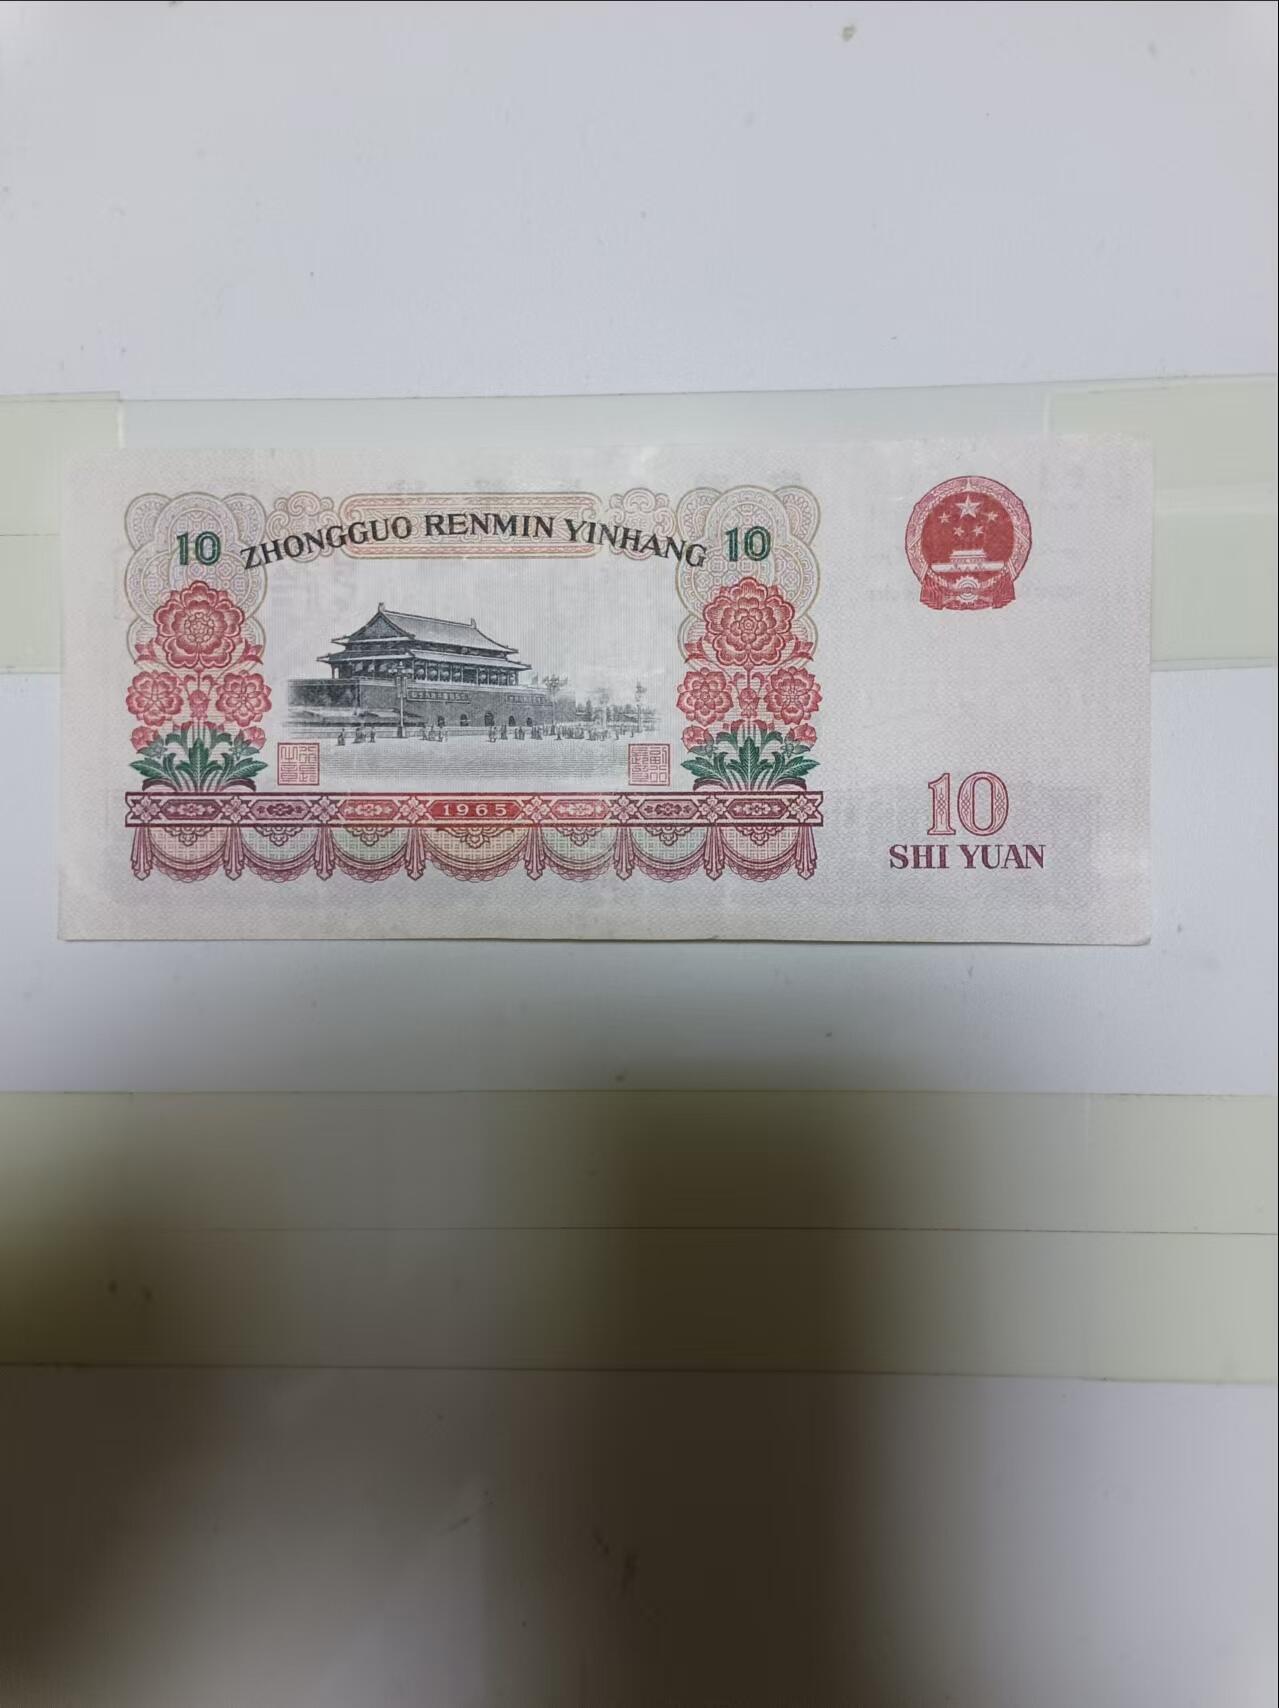 10 ZHONGGUO RENMIN YINHANG 10
1965
10
SHI YUAN